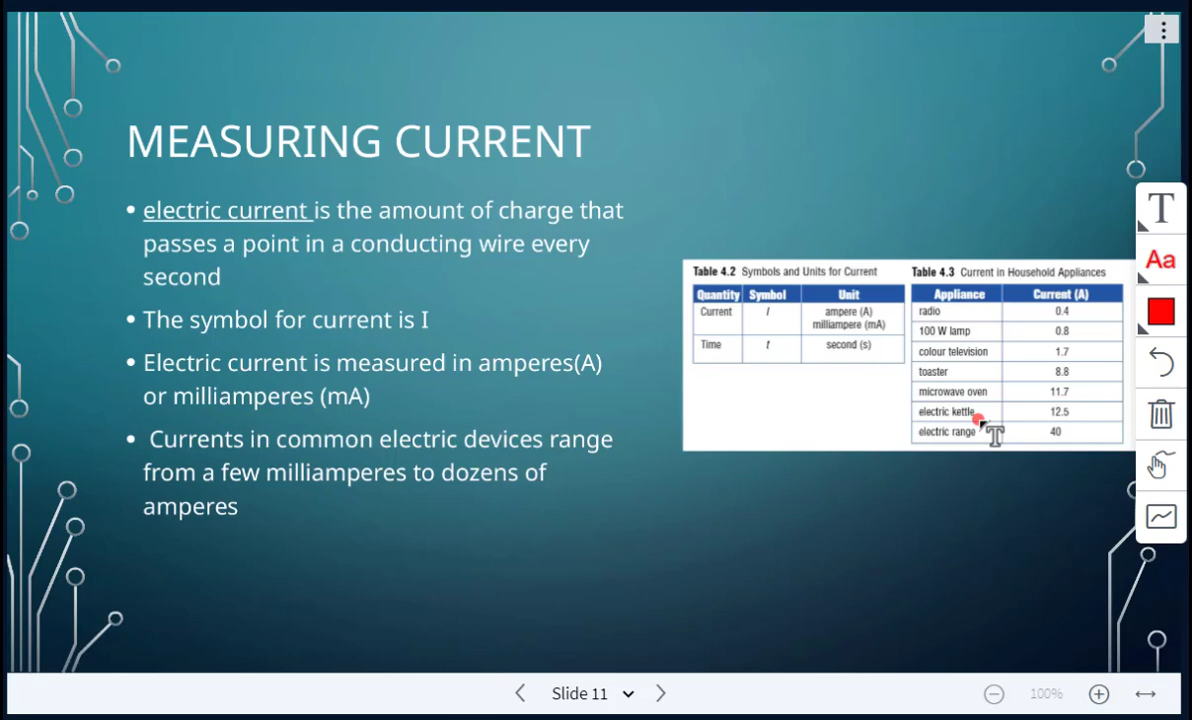 MEASURING CURRENT
• electric current is the amount of charge that
passes a point in a conducting wire every
second
• The symbol for current is I
• Electric current is measured in amperes(A)
or milliamperes (mA)
• Currents in common electric devices range
from a few milliamperes to dozens of
amperes
Table 4.2 Symbols and Units for Current
Quantity Symbol Unit
Current I ampere (A)
milliampere (mA)
Time t second (s)
Table 4.3 Current in Household Appliances
Appliance Current (A)
radio 0.4
100 W lamp 0.8
colour television 1.7
toaster 8.8
microwave oven 11.7
electric kettle 12.5
electric range 40
T
Aa
Slide 11
100%